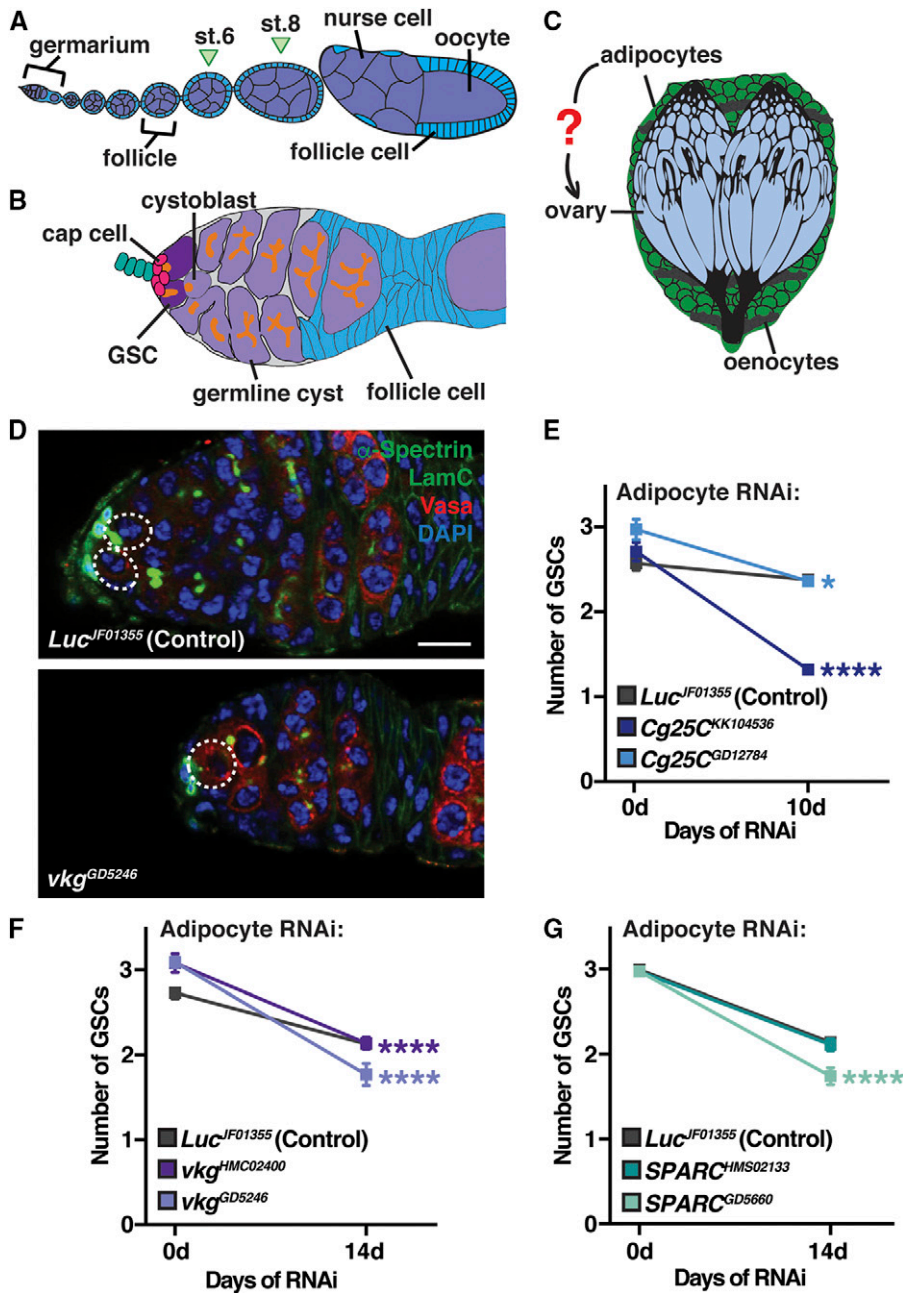 A
germarium
st.6
st.8
nurse cell
oocyte
follicle
follicle cell
B
cystoblast
cap cell
GSC
germline cyst
follicle cell
C
adipocytes
?
ovary
oenocytes
D
α-Spectrin
LamC
Vasa
DAPI
Luc^JF01355 (Control)
vkg^GD5246
E
Adipocyte RNAi:
Number of GSCs
3
2
1
0
*
****
Luc^JF01355 (Control)
Cg25C^KK104536
Cg25C^GD12784
0d
10d
Days of RNAi
F
Adipocyte RNAi:
Number of GSCs
3
2
1
0
****
****
Luc^JF01355 (Control)
vkg^HMC02400
vkg^GD5246
0d
14d
Days of RNAi
G
Adipocyte RNAi:
Number of GSCs
3
2
1
0
****
Luc^JF01355 (Control)
SPARC^HMS02133
SPARC^GD5660
0d
14d
Days of RNAi